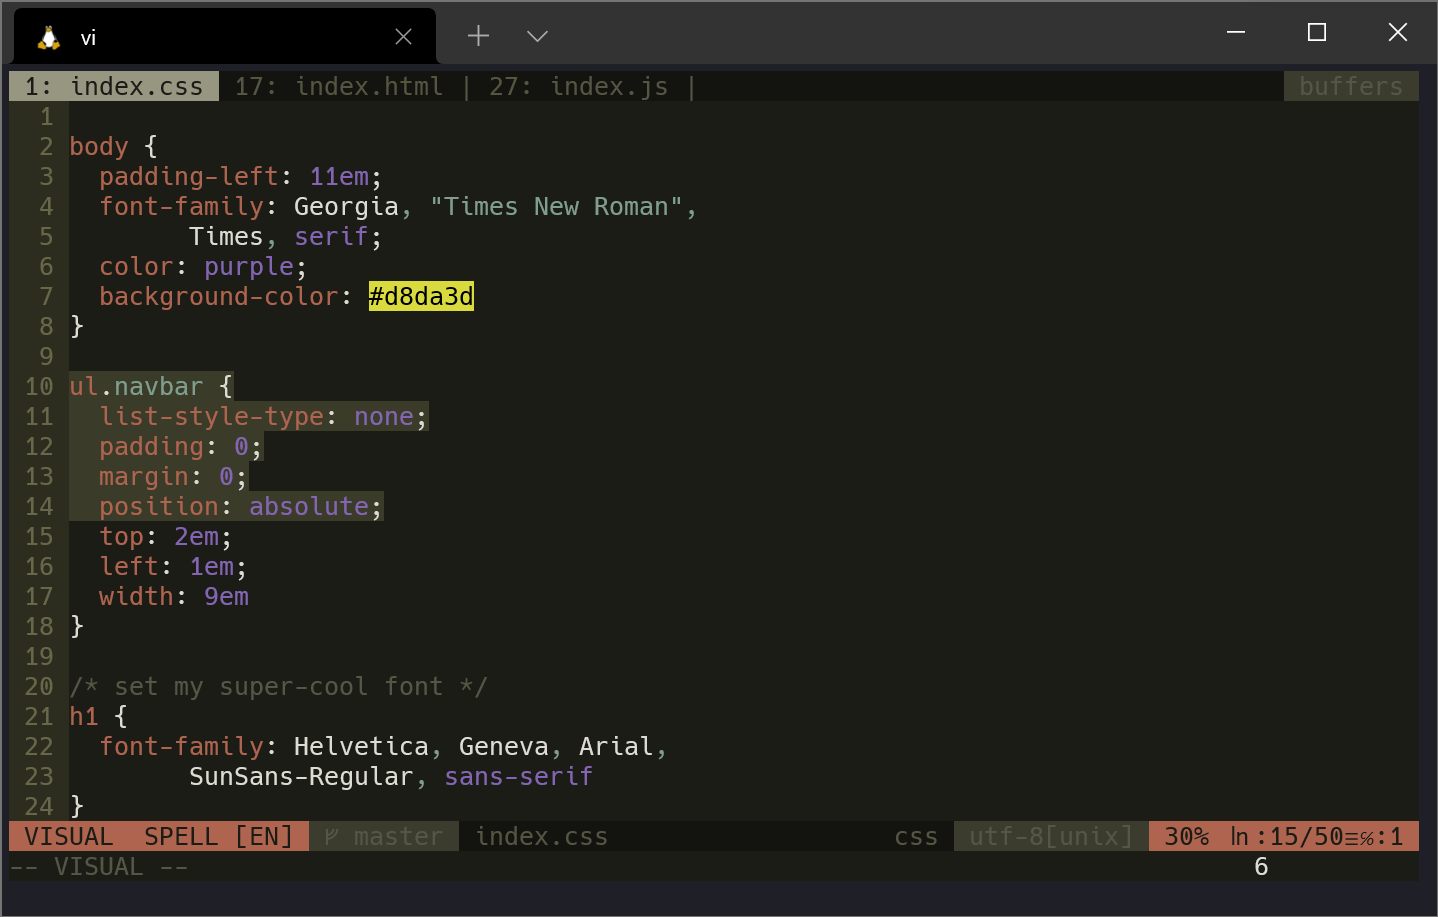 vi
1: index.css 17: index.html | 27: index.js | buffers
1
2 body {
3   padding-left: 11em;
4   font-family: Georgia, "Times New Roman",
5         Times, serif;
6   color: purple;
7   background-color: #d8da3d
8 }
9
10 ul.navbar {
11   list-style-type: none;
12   padding: 0;
13   margin: 0;
14   position: absolute;
15   top: 2em;
16   left: 1em;
17   width: 9em
18 }
19
20 /* set my super-cool font */
21 h1 {
22   font-family: Helvetica, Geneva, Arial,
23         SunSans-Regular, sans-serif
24 }
VISUAL  SPELL [EN] master index.css css utf-8[unix] 30% ln :15/50≡℅:1
-- VISUAL -- 6